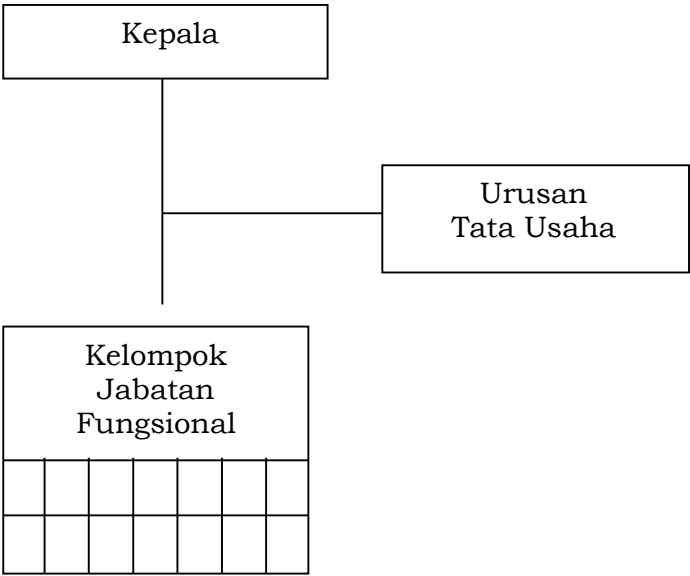 Kepala
Urusan
Tata Usaha
Kelompok
Jabatan
Fungsional